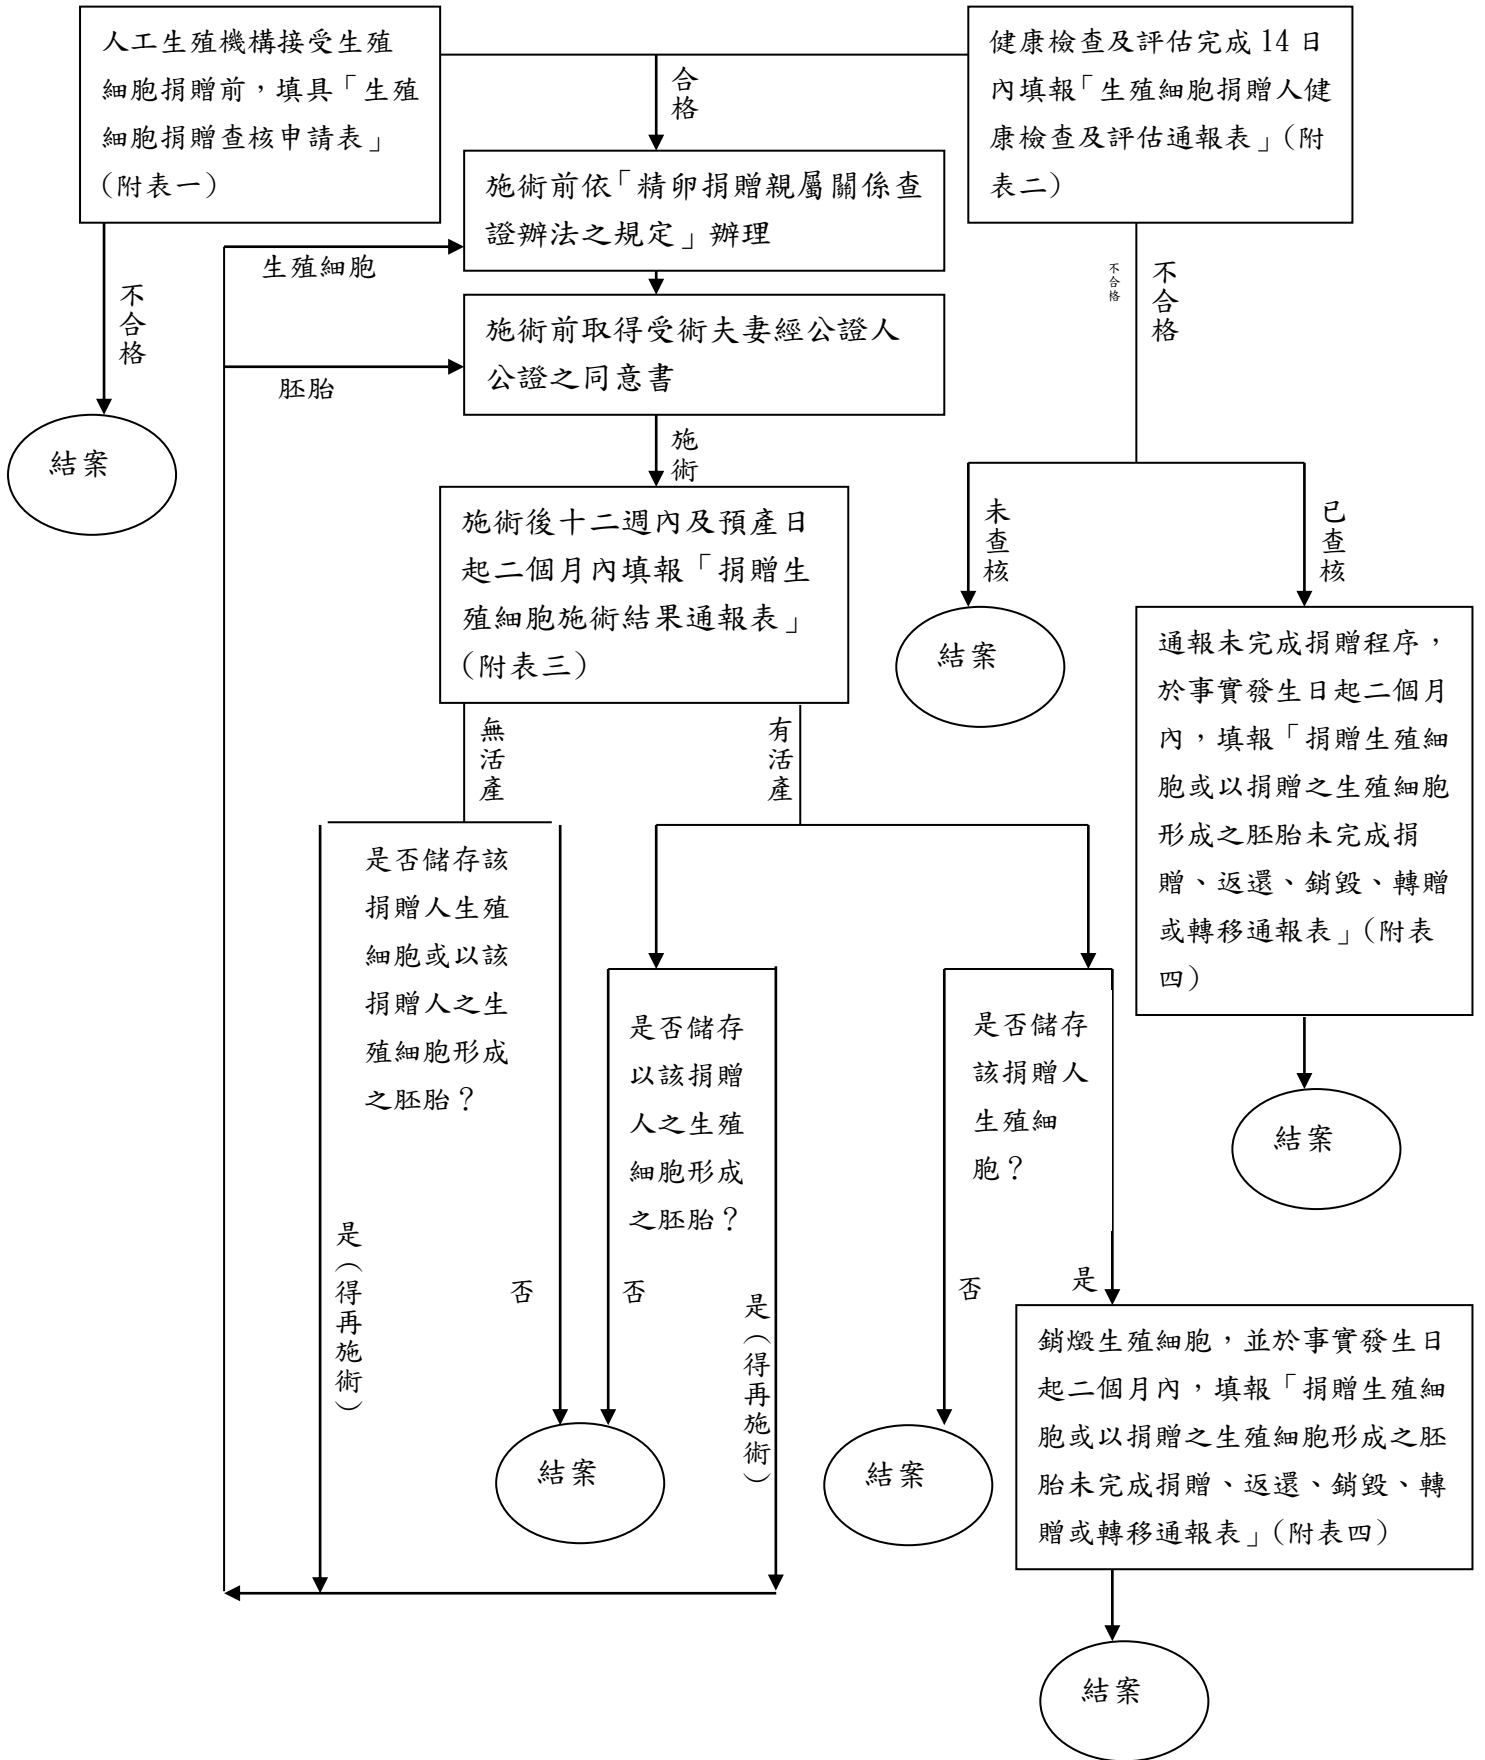 人工生殖機構接受生殖
細胞捐贈前，填具「生殖
細胞捐贈查核申請表」
（附表一）
合格
健康檢查及評估完成14日
內填報「生殖細胞捐贈人健
康檢查及評估通報表」（附
表二）
施術前依「精卵捐贈親屬關係查
證辦法之規定」辦理
生殖細胞
不合格
不合格
不合格
施術前取得受術夫妻經公證人
公證之同意書
胚胎
結案
施術
施術後十二週內及預產日
起二個月內填報「捐贈生
殖細胞施術結果通報表」
（附表三）
未查核
已查核
結案
通報未完成捐贈程序，
於事實發生日起二個月
內，填報「捐贈生殖細
胞或以捐贈之生殖細胞
形成之胚胎未完成捐
贈、返還、銷毀、轉贈
或轉移通報表」（附表
四）
結案
無活產
有活產
是否儲存該
捐贈人生殖
細胞或以該
捐贈人之生
殖細胞形成
之胚胎？
是否儲存
以該捐贈
人之生殖
細胞形成
之胚胎？
是否儲存
該捐贈人
生殖細
胞？
是（得再施術）
否
否
是（得再施術）
否
是
結案
結案
銷燬生殖細胞，並於事實發生日
起二個月內，填報「捐贈生殖細
胞或以捐贈之生殖細胞形成之胚
胎未完成捐贈、返還、銷毀、轉
贈或轉移通報表」（附表四）
結案